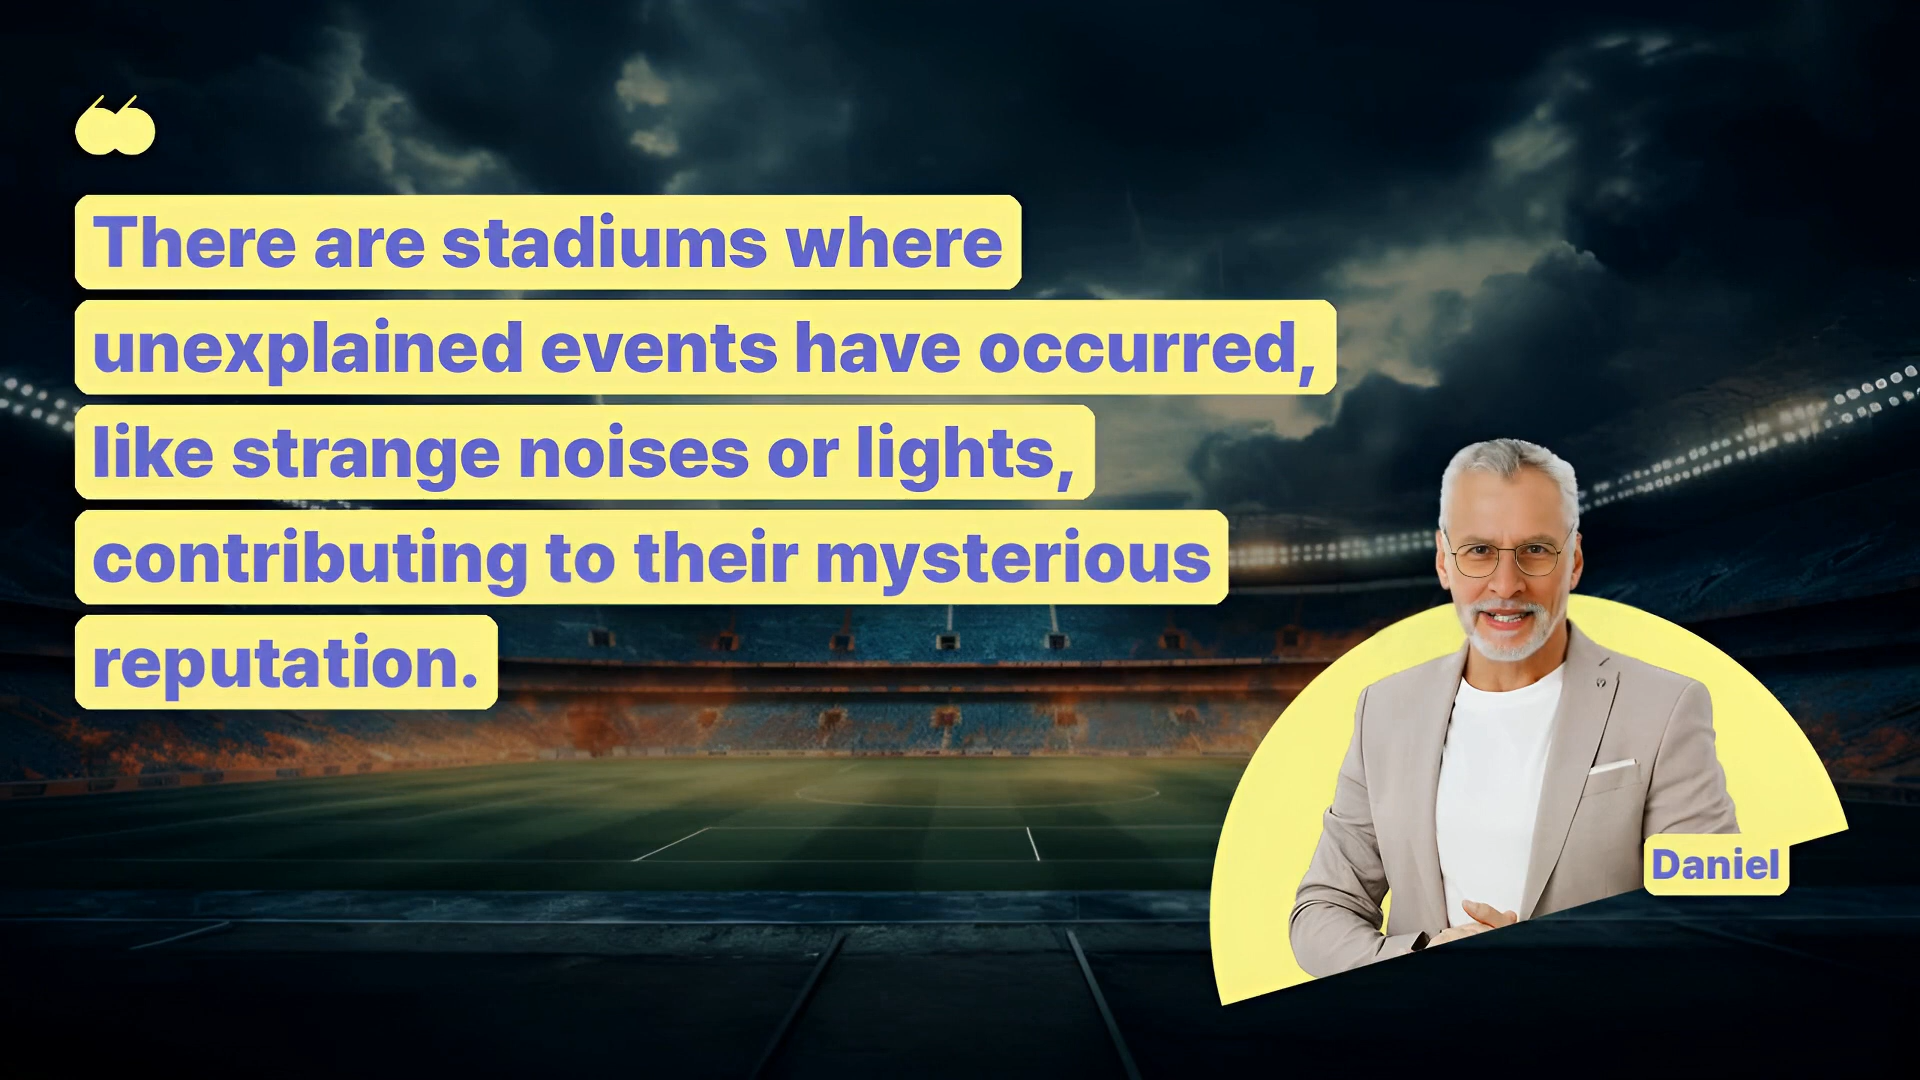 “
There are stadiums where
unexplained events have occurred,
like strange noises or lights,
contributing to their mysterious
reputation.
Daniel